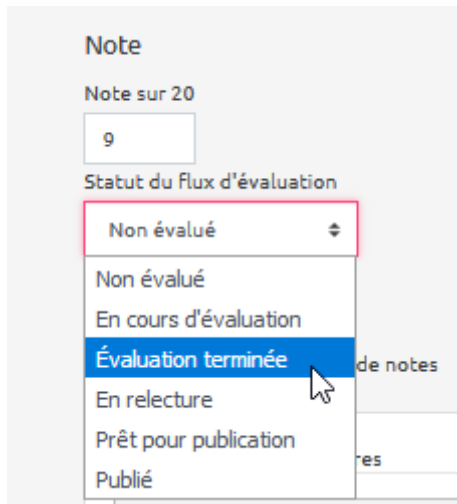 Note
Note sur 20
9
Statut du flux d'évaluation
Non évalué
Non évalué
En cours d'évaluation
Évaluation terminée
de notes
En relecture
Prêt pour publication
res
Publié